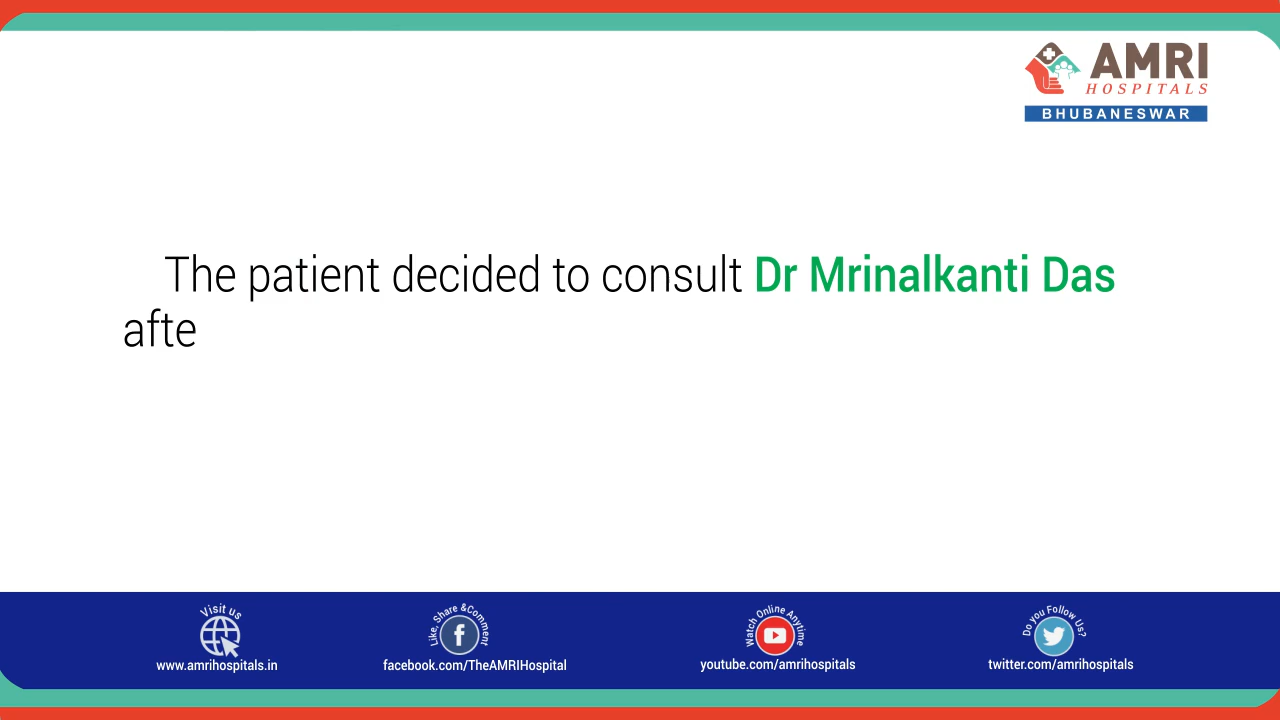 AMRI
HOSPITALS
BHUBANESWAR
The patient decided to consult Dr Mrinalkanti Das
afte
Visit us
www.amrihospitals.in
Like, Share &Comment
facebook.com/TheAMRIHospital
Watch Online Anytime
youtube.com/amrihospitals
Do you Follow Us?
twitter.com/amrihospitals